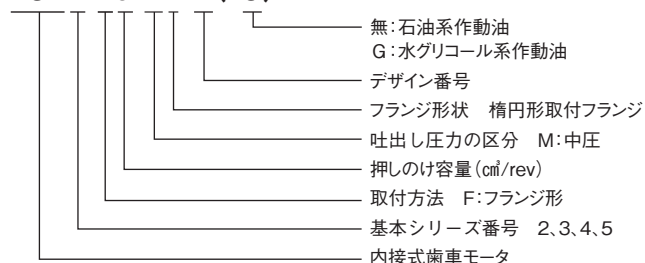 無：石油系作動油
G：水グリコール系作動油
デザイン番号
フランジ形状　楕円形取付フランジ
吐出し圧力の区分　M：中圧
押しのけ容量(㎤/rev)
取付方法　F：フランジ形
基本シリーズ番号　2、3、4、5
内接式歯車モータ